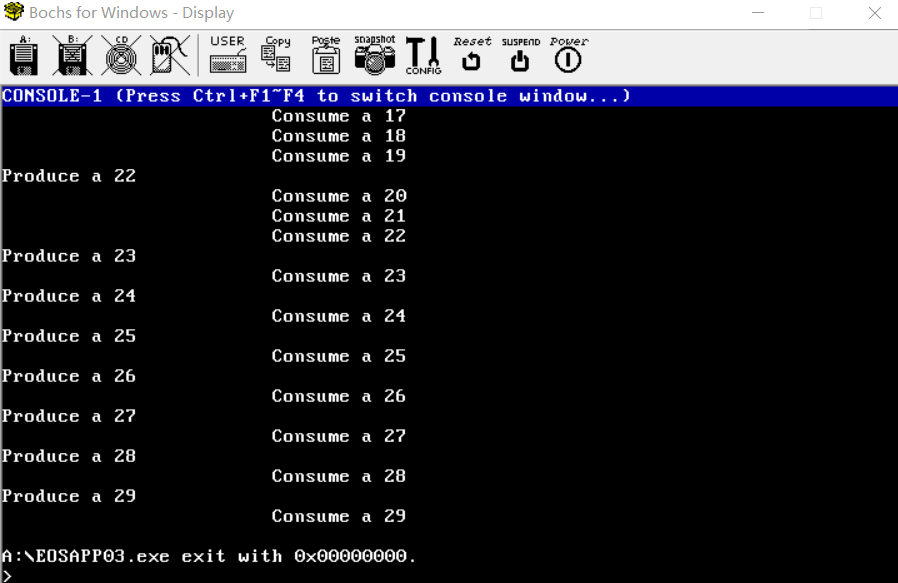 Bochs for Windows - Display
A: B: CD USER Copy Poste snapshot CONFIG Reset SUSPEND Power
CONSOLE-1 (Press Ctrl+F1~F4 to switch console window...)
Consume a 17
Consume a 18
Consume a 19
Produce a 22
Consume a 20
Consume a 21
Consume a 22
Produce a 23
Consume a 23
Produce a 24
Consume a 24
Produce a 25
Consume a 25
Produce a 26
Consume a 26
Produce a 27
Consume a 27
Produce a 28
Consume a 28
Produce a 29
Consume a 29
A:\EOSAPP03.exe exit with 0x00000000.
>